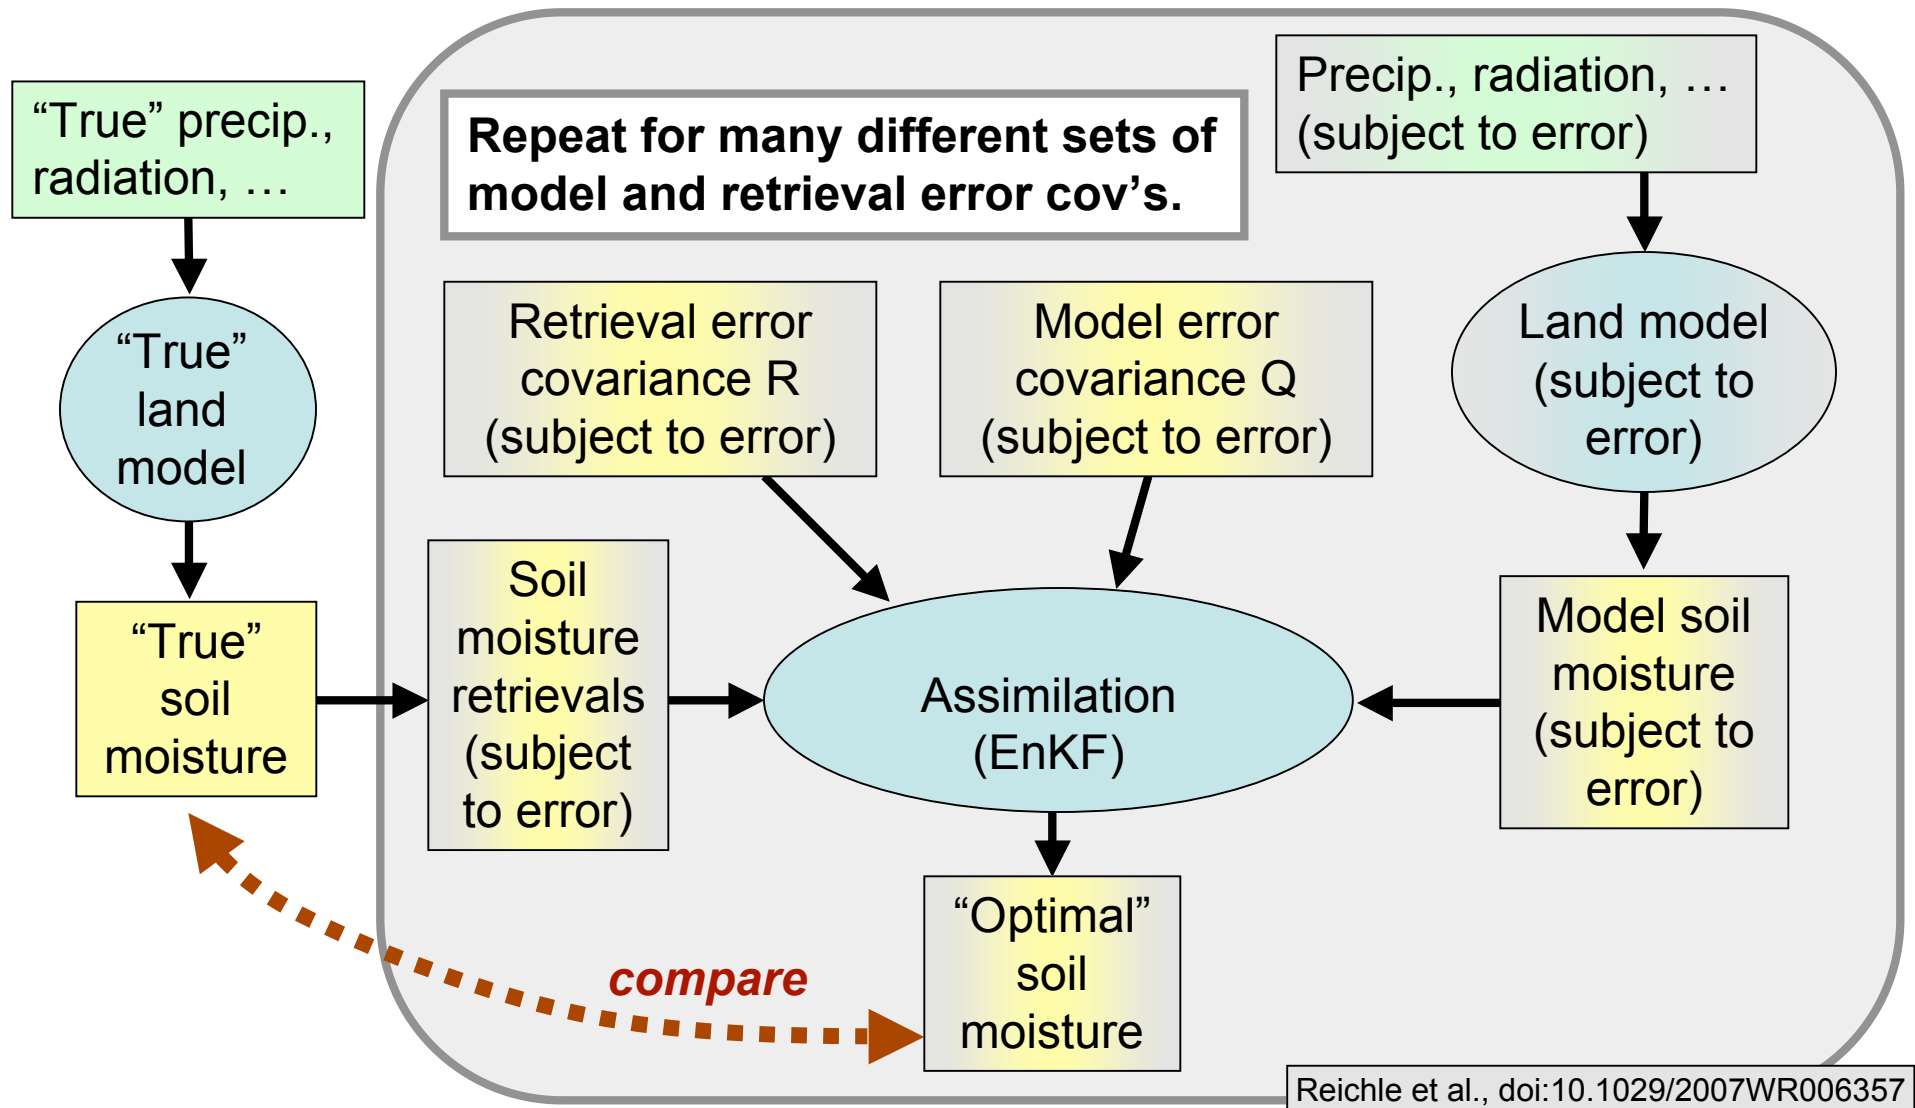 “True” precip.,
radiation, …
“True”
land
model
“True”
soil
moisture
Repeat for many different sets of
model and retrieval error cov’s.
Precip., radiation, …
(subject to error)
Retrieval error
covariance R
(subject to error)
Model error
covariance Q
(subject to error)
Land model
(subject to
error)
Soil
moisture
retrievals
(subject
to error)
Assimilation
(EnKF)
Model soil
moisture
(subject to
error)
compare
“Optimal”
soil
moisture
Reichle et al., doi:10.1029/2007WR006357